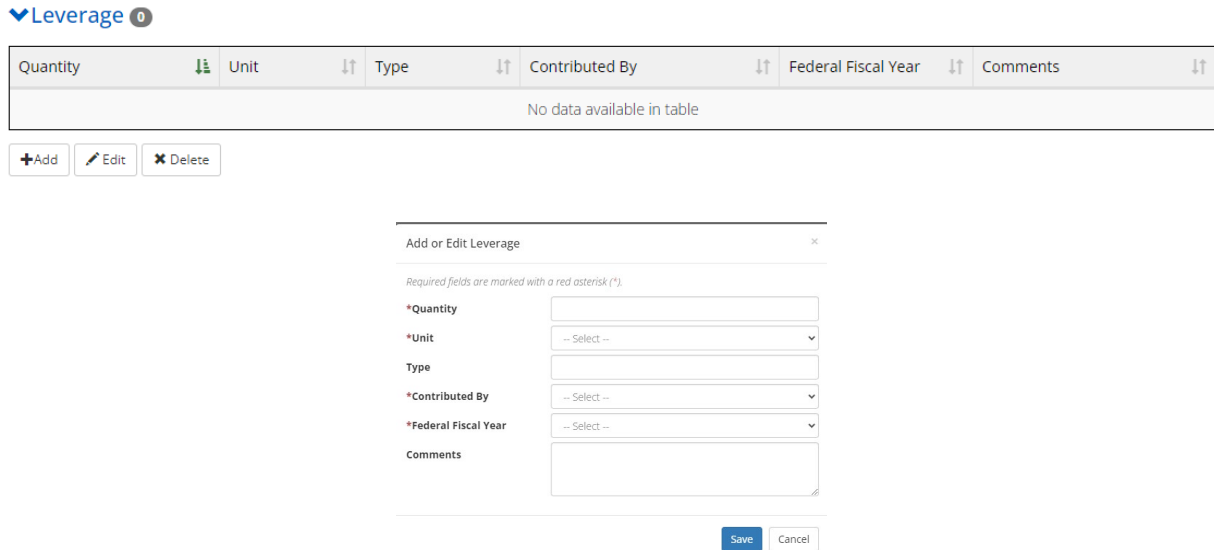 Leverage 0
Quantity Unit Type Contributed By Federal Fiscal Year Comments
No data available in table
Add Edit Delete
Add or Edit Leverage ×
Required fields are marked with a red asterisk (*).
*Quantity
*Unit -- Select --
Type
*Contributed By -- Select --
*Federal Fiscal Year -- Select --
Comments
Save Cancel